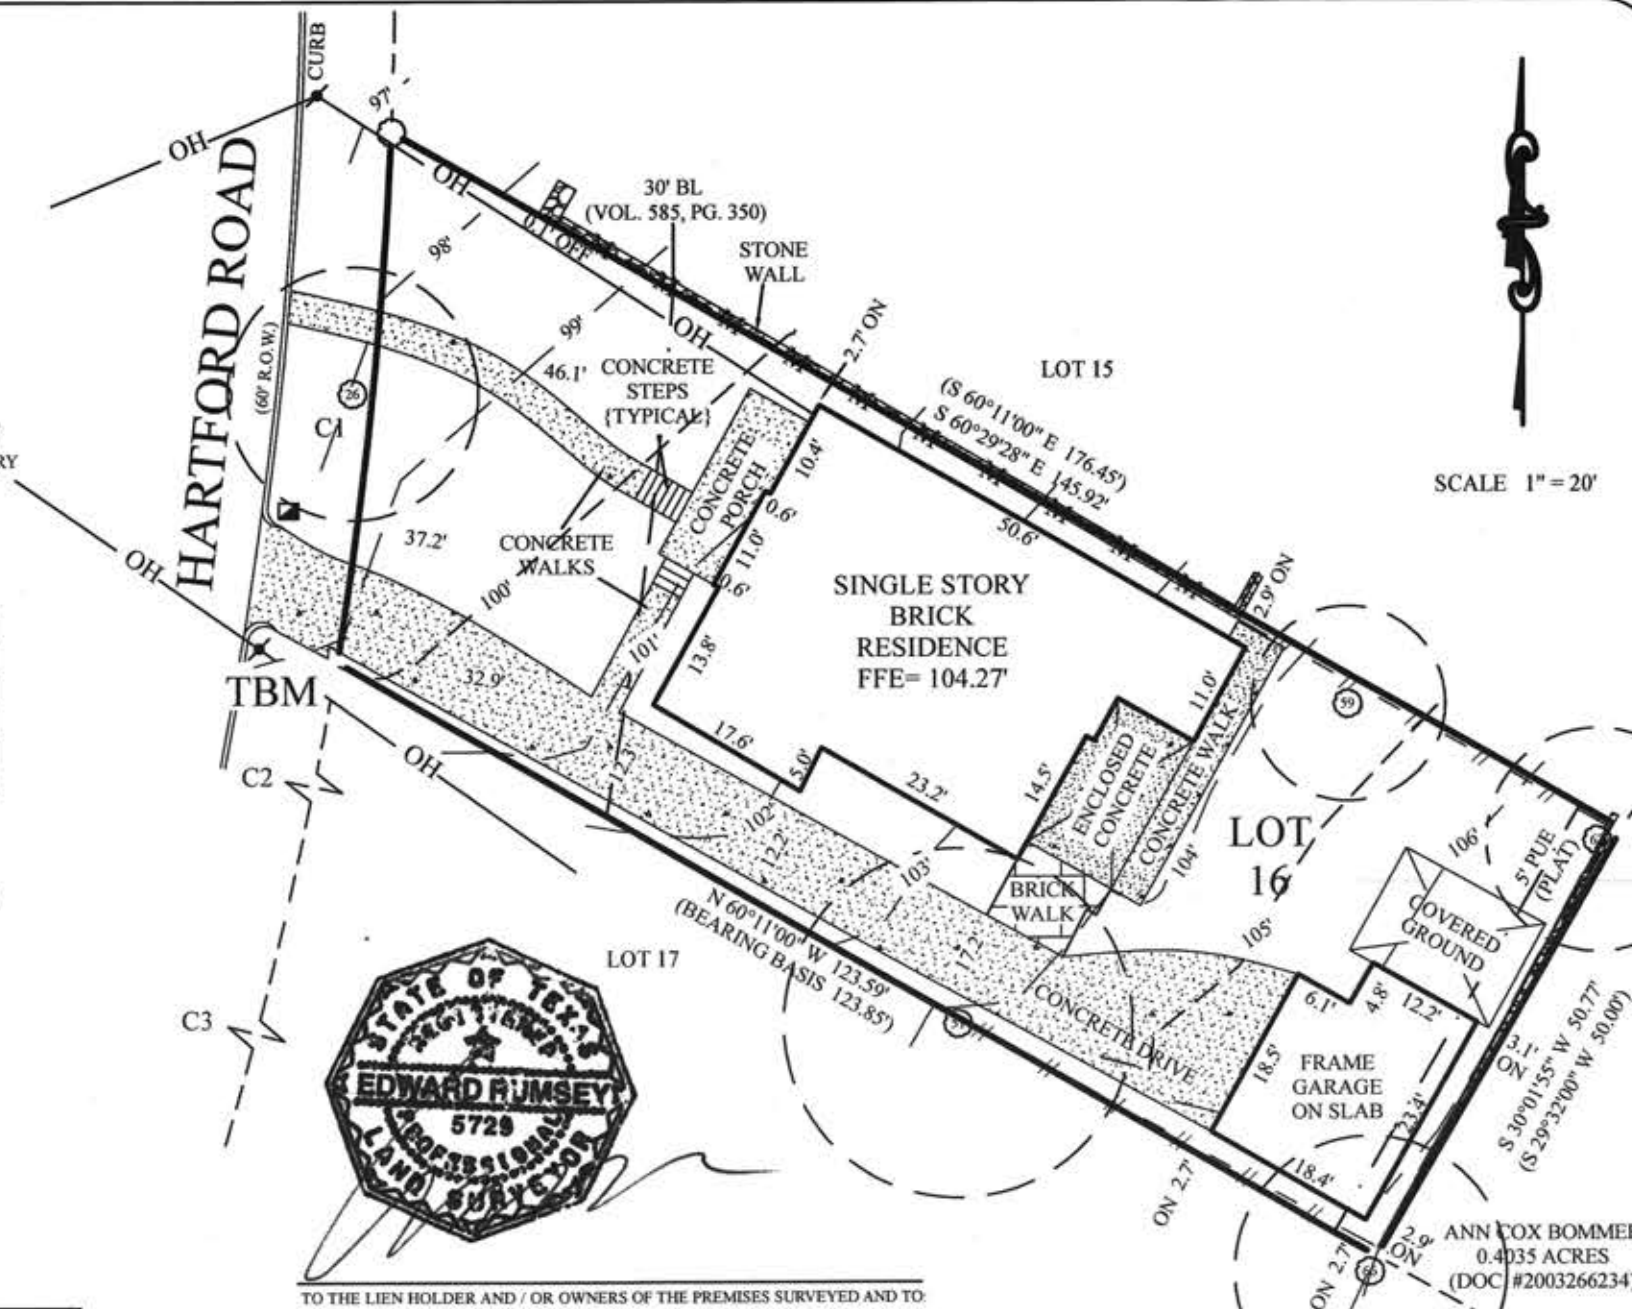 CURB
97'
OH
HARTFORD ROAD
(60' R.O.W.)
OH
0.1' OFF
30' BL
(VOL. 585, PG. 350)
STONE
WALL
98'
99'
OH
2.7' ON
LOT 15
(S 60°11'00" E 176.45')
S 60°29'28" E 145.92'
SCALE 1" = 20'
46.1'
CONCRETE
STEPS
{TYPICAL}
26
C1
RY
CONCRETE
PORCH
10.4'
0.6'
11.0'
0.6'
50.6'
37.2'
CONCRETE
WALKS
100'
OH
SINGLE STORY
BRICK
RESIDENCE
FFE= 104.27'
2.9' ON
13.8'
101'
32.9'
TBM
11.0'
59
17.6'
5.0'
23.2'
14.5'
ENCLOSED
CONCRETE
CONCRETE WALK
12.3'
OH
C2
102'
12.2'
103'
104'
LOT
16
106'
5' PUE
(PLAT)
BRICK
WALK
COVERED
GROUND
N 60°11'00" W 123.59'
(BEARING BASIS 123.85')
LOT 17
17.2'
105'
CONCRETE DRIVE
6.1'
4.8'
12.2'
C3
18.5'
FRAME
GARAGE
ON SLAB
23.4'
18.4'
3.1'
ON
S 30°01'55" W 50.77'
(S 29°32'00" W 50.00')
STATE OF TEXAS
REGISTERED
EDWARD RUMSEY
5729
PROFESSIONAL
LAND SURVEYOR
ON 2.7'
ON 2.7'
2.9'
ON
ANN COX BOMME
0.4035 ACRES
(DOC #2003266234
TO THE LIEN HOLDER AND / OR OWNERS OF THE PREMISES SURVEYED AND TO: